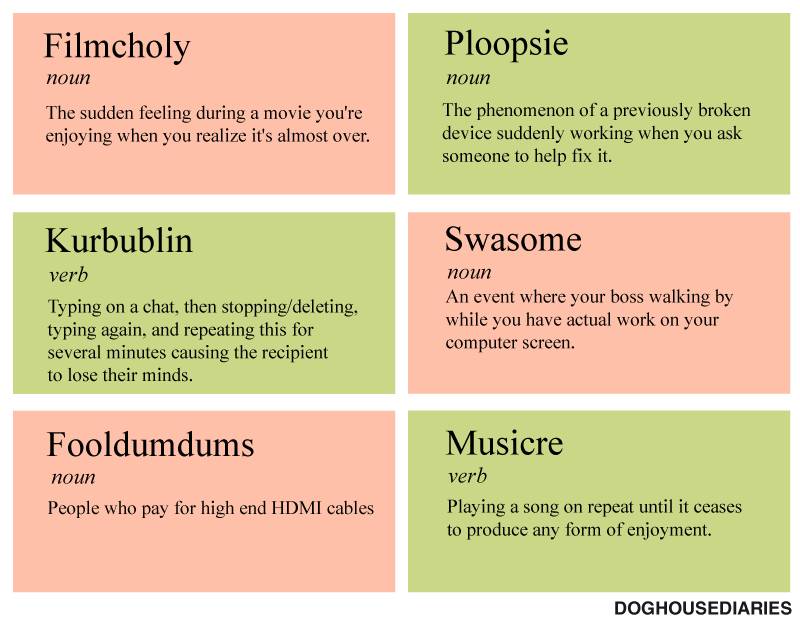 Filmcholy
noun
The sudden feeling during a movie you're
enjoying when you realize it's almost over.
Ploopsie
noun
The phenomenon of a previously broken
device suddenly working when you ask
someone to help fix it.
Kurbublin
verb
Typing on a chat, then stopping/deleting,
typing again, and repeating this for
several minutes causing the recipient
to lose their minds.
Swasome
noun
An event where your boss walking by
while you have actual work on your
computer screen.
Fooldumdums
noun
People who pay for high end HDMI cables
Musicre
verb
Playing a song on repeat until it ceases
to produce any form of enjoyment.
DOGHOUSEDIARIES